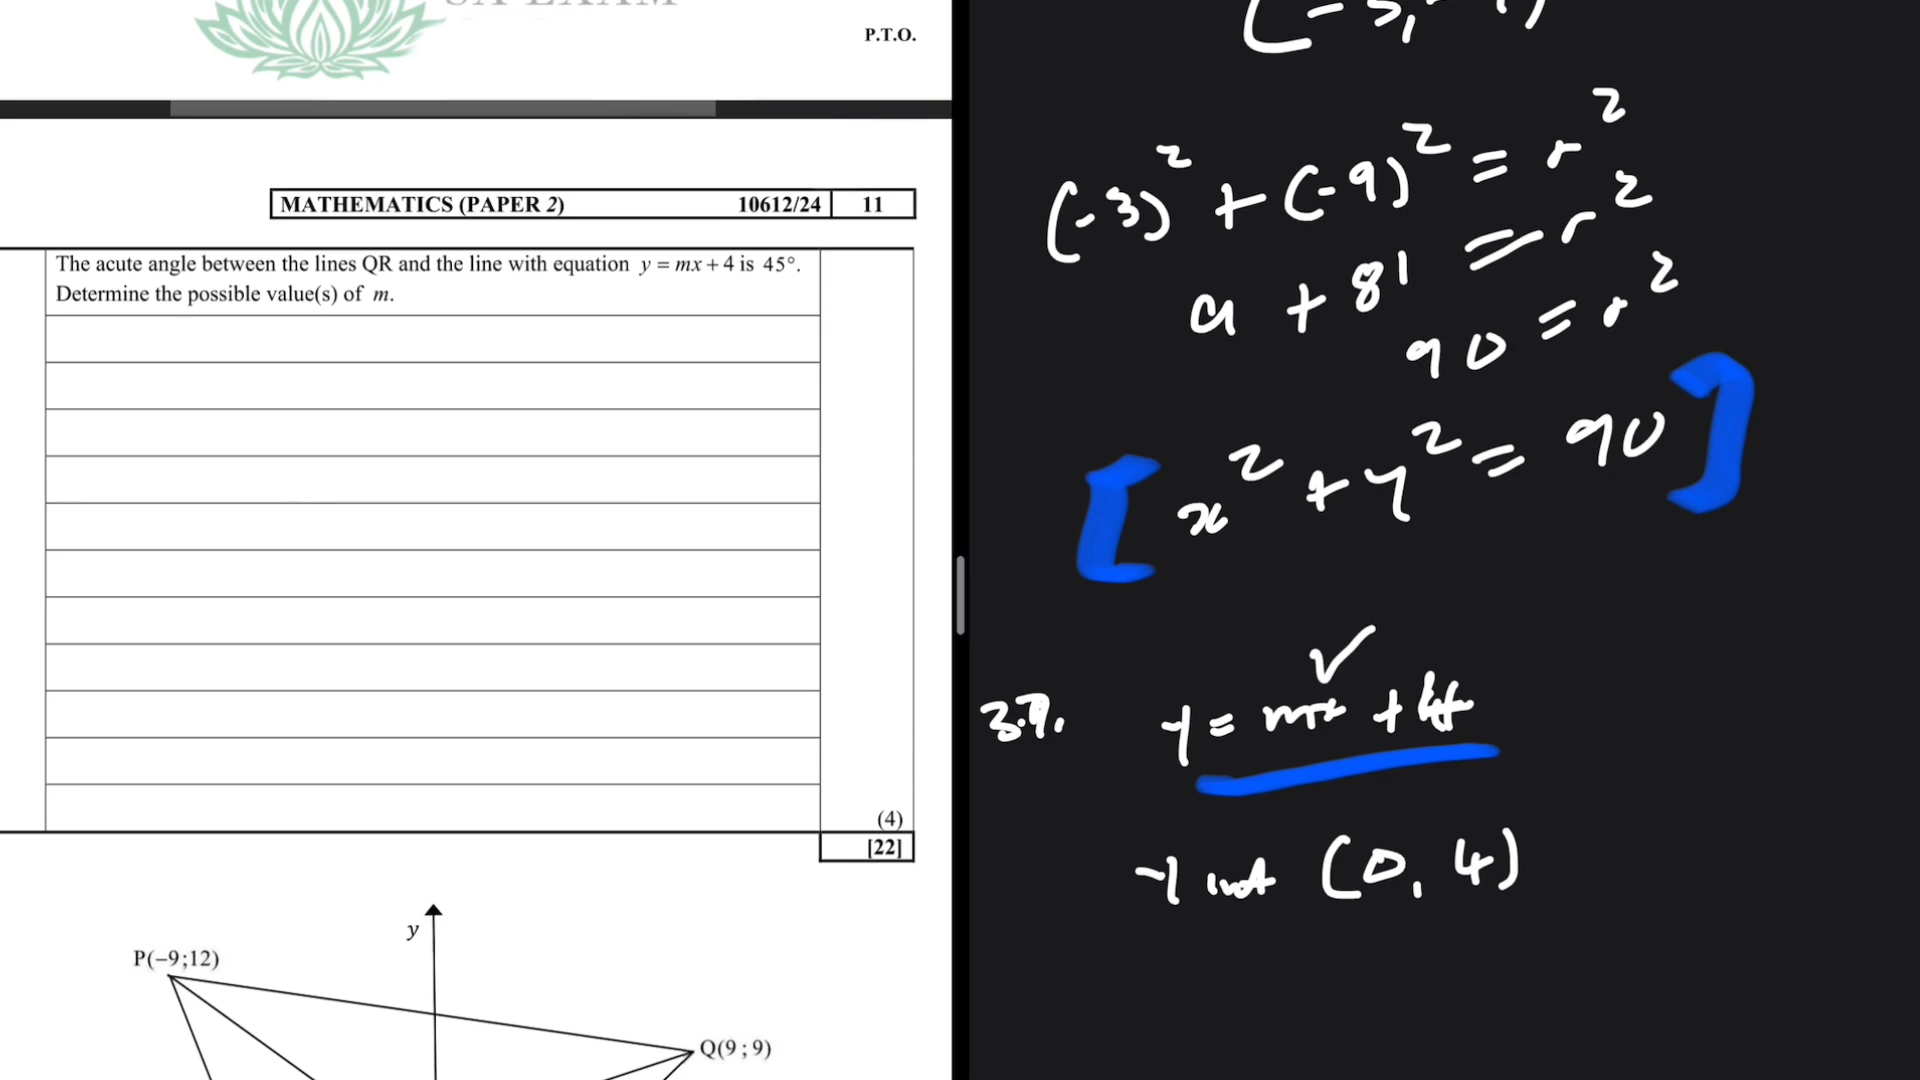 P.T.O.
MATHEMATICS (PAPER 2) 10612/24 11
The acute angle between the lines QR and the line with equation y = mx + 4 is 45°.
Determine the possible value(s) of m.
(4)
[22]
y
P(−9;12)
Q(9 ; 9)
(-3)² + (-9)² = r²
9 + 81 = r²
90 = r²
[ x² + y² = 90 ]
✓
3.7. y = mx + 4
y int (0, 4)